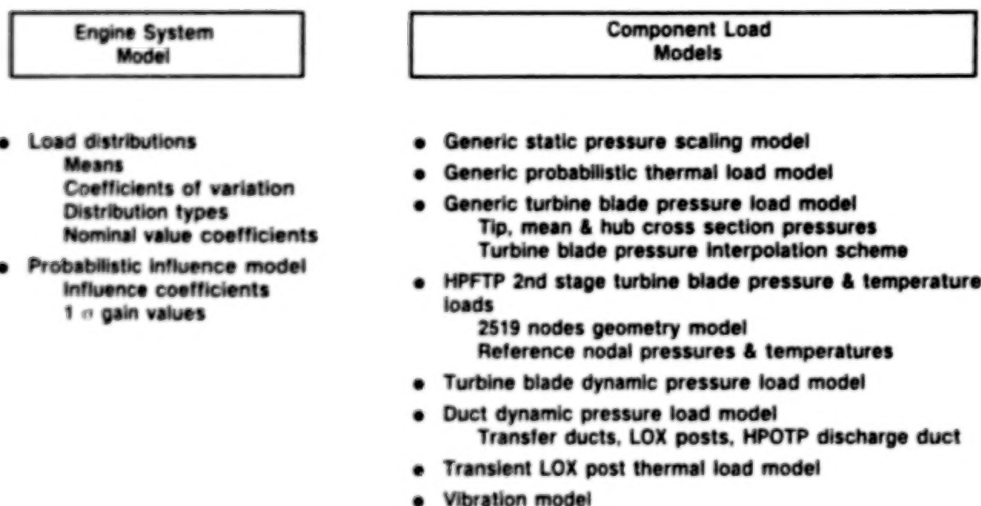 Engine System
Model
Component Load
Models
● Load distributions
Means
Coefficients of variation
Distribution types
Nominal value coefficients
● Probabilistic influence model
Influence coefficients
1 σ gain values
● Generic static pressure scaling model
● Generic probabilistic thermal load model
● Generic turbine blade pressure load model
Tip, mean & hub cross section pressures
Turbine blade pressure interpolation scheme
● HPFTP 2nd stage turbine blade pressure & temperature
loads
2519 nodes geometry model
Reference nodal pressures & temperatures
● Turbine blade dynamic pressure load model
● Duct dynamic pressure load model
Transfer ducts, LOX posts, HPOTP discharge duct
● Transient LOX post thermal load model
● Vibration model